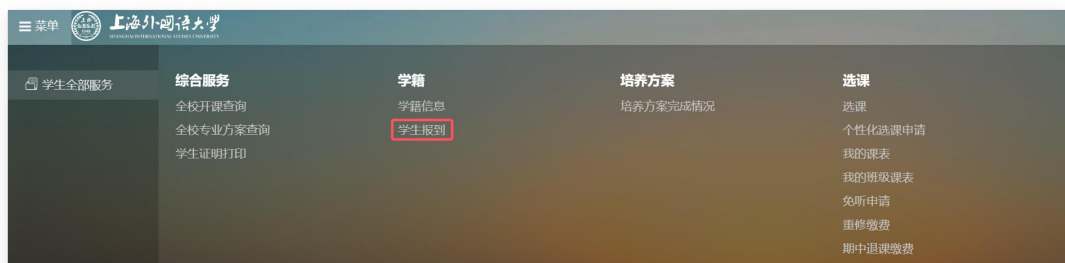 菜单 上海外国语大学
SHANGHAI INTERNATIONAL STUDIES UNIVERSITY
学生全部服务
综合服务
全校开课查询
全校专业方案查询
学生证明打印
学籍
学籍信息
学生报到
培养方案
培养方案完成情况
选课
选课
个性化选课申请
我的课表
我的班级课表
免听申请
重修缴费
期中退课缴费